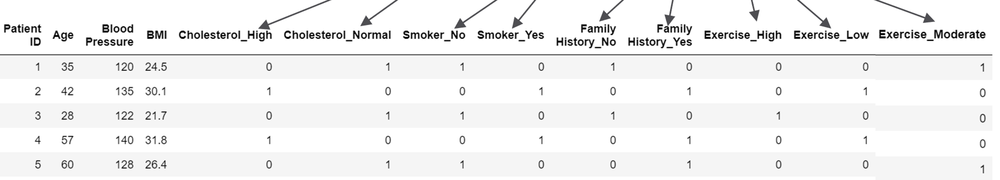 Patient ID Age Blood Pressure BMI Cholesterol_High Cholesterol_Normal Smoker_No Smoker_Yes Family History_No Family History_Yes Exercise_High Exercise_Low Exercise_Moderate
1 35 120 24.5 0 1 1 0 1 0 0 0 1
2 42 135 30.1 1 0 0 1 0 1 0 1 0
3 28 122 21.7 0 1 1 0 1 0 1 0 0
4 57 140 31.8 1 0 0 1 0 1 0 1 0
5 60 128 26.4 0 1 1 0 0 1 0 0 1